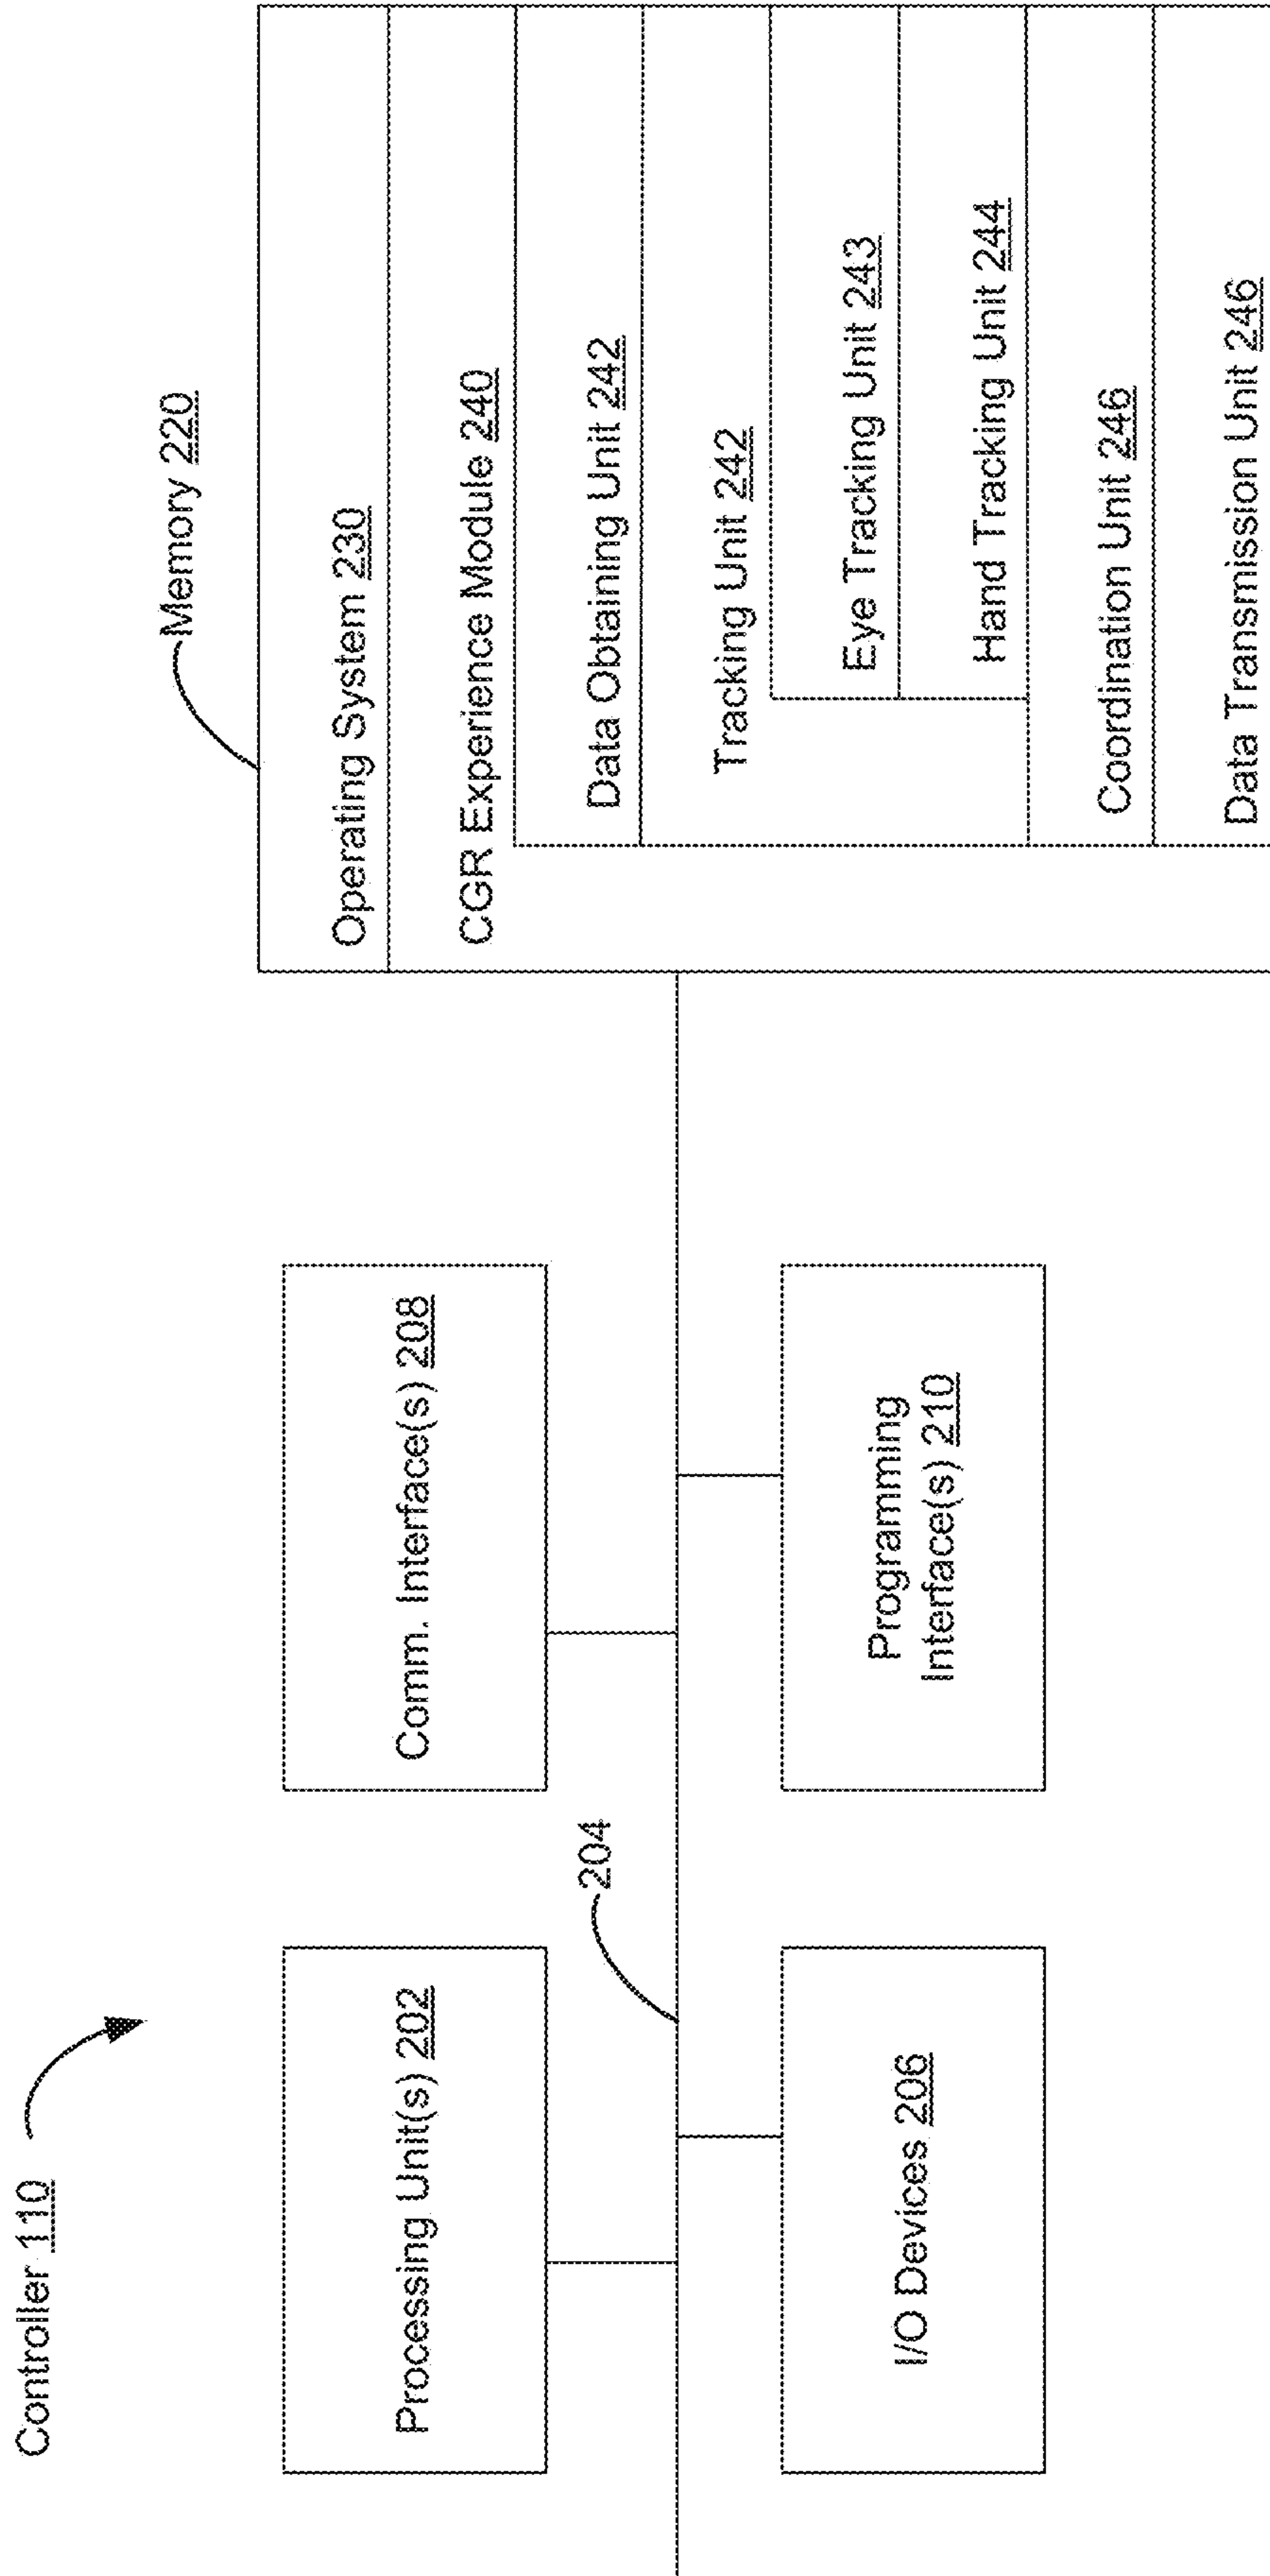 Controller 110
Memory 220
Processing Unit(s) 202
Comm. Interface(s) 208
204
I/O Devices 206
Programming
Interface(s) 210
Operating System 230
CGR Experience Module 240
Data Obtaining Unit 242
Tracking Unit 242
Eye Tracking Unit 243
Hand Tracking Unit 244
Coordination Unit 246
Data Transmission Unit 246